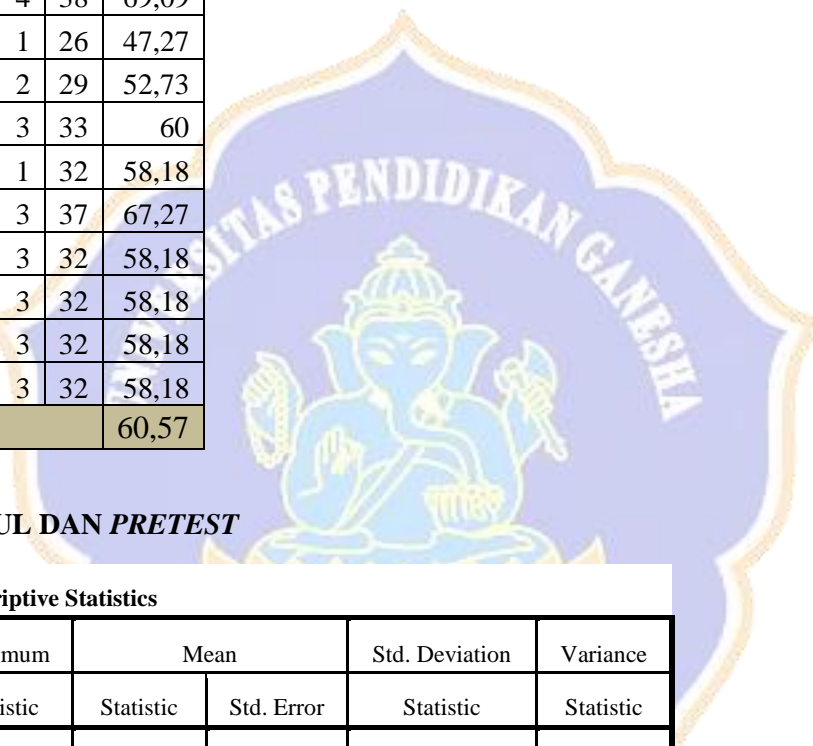 4 38 69,09
1 26 47,27
2 29 52,73
3 33 60
1 32 58,18
3 37 67,27
3 32 58,18
3 32 58,18
3 32 58,18
3 32 58,18
60,57
UNIVERSITAS PENDIDIKAN GANESHA
UL DAN PRETEST
riptive Statistics
mum Mean Std. Deviation Variance
istic Statistic Std. Error Statistic Statistic